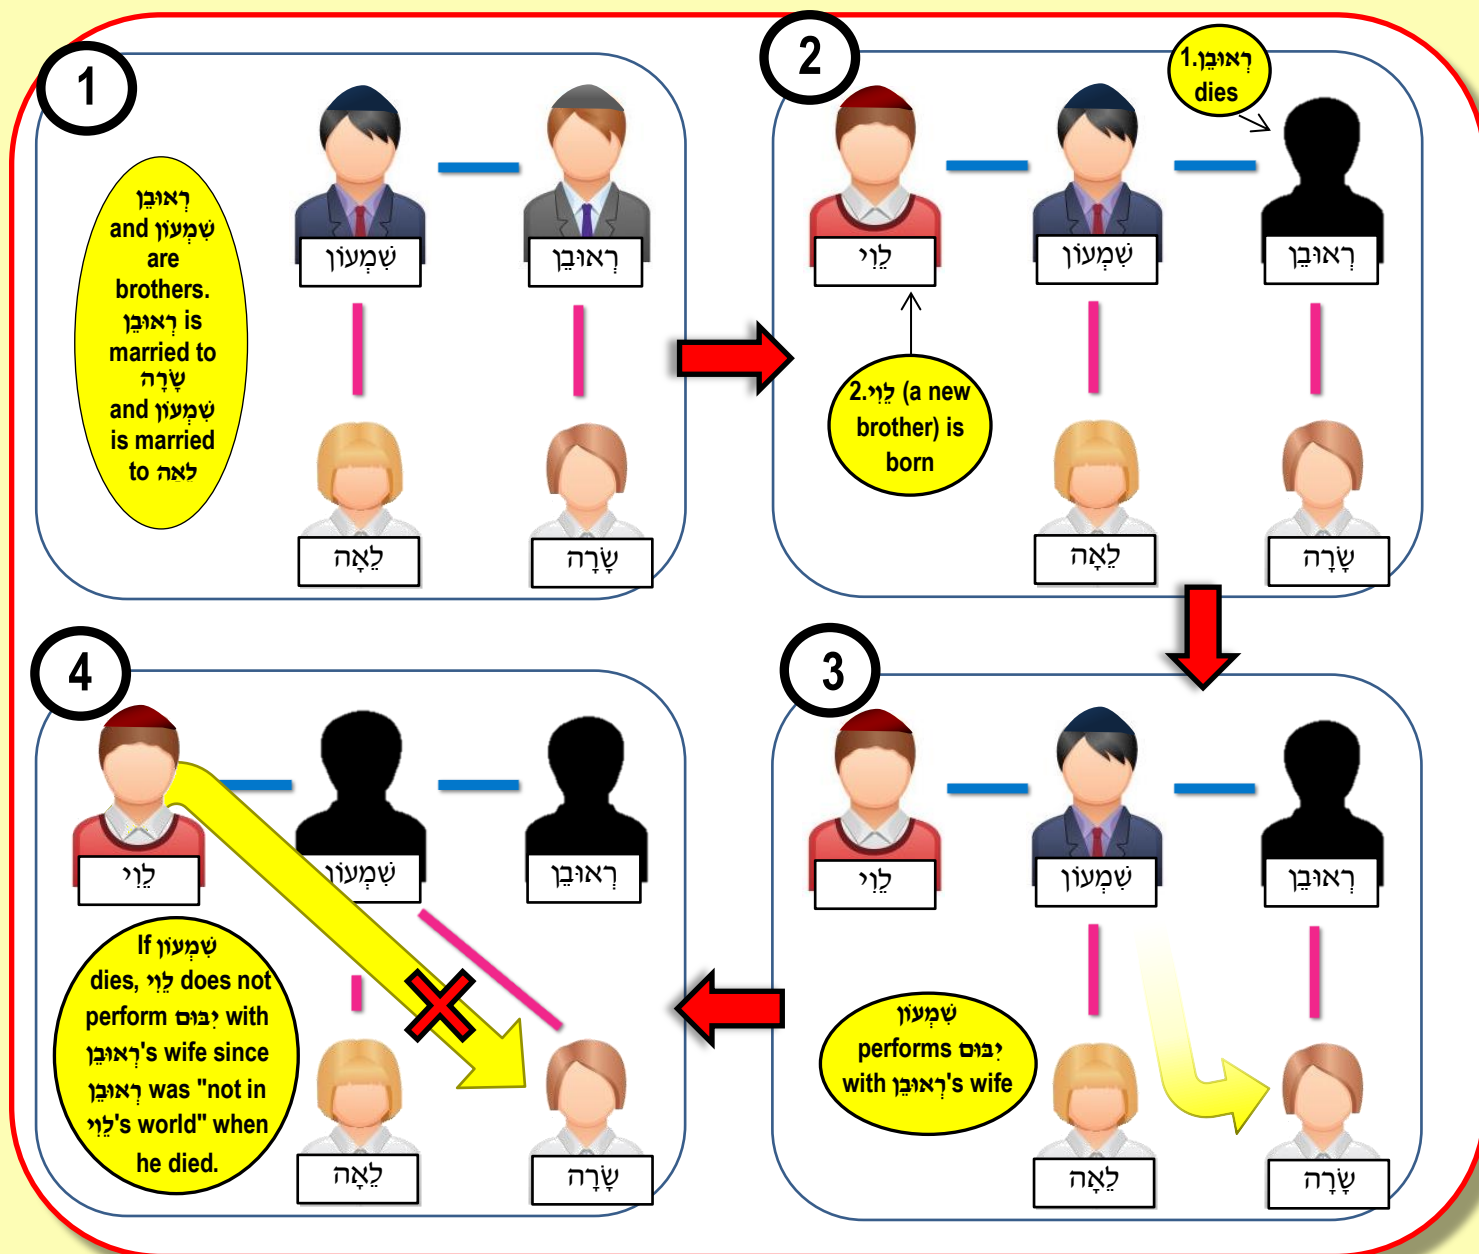 1
רְאוּבֵן
and שִׁמְעוֹן
are
brothers.
רְאוּבֵן is
married to
שָׂרָה
and שִׁמְעוֹן
is married
to לֵאָה
שִׁמְעוֹן
רְאוּבֵן
לֵאָה
שָׂרָה
2
1.רְאוּבֵן
dies
לֵוִי
שִׁמְעוֹן
רְאוּבֵן
2.לֵוִי (a new
brother) is
born
לֵאָה
שָׂרָה
3
לֵוִי
שִׁמְעוֹן
רְאוּבֵן
שִׁמְעוֹן
performs יִבּוּם
with רְאוּבֵן's wife
לֵאָה
שָׂרָה
4
לֵוִי
שִׁמְעוֹן
רְאוּבֵן
If שִׁמְעוֹן
dies, לֵוִי does not
perform יִבּוּם with
רְאוּבֵן's wife since
רְאוּבֵן was "not in
לֵוִי's world" when
he died.
לֵאָה
שָׂרָה